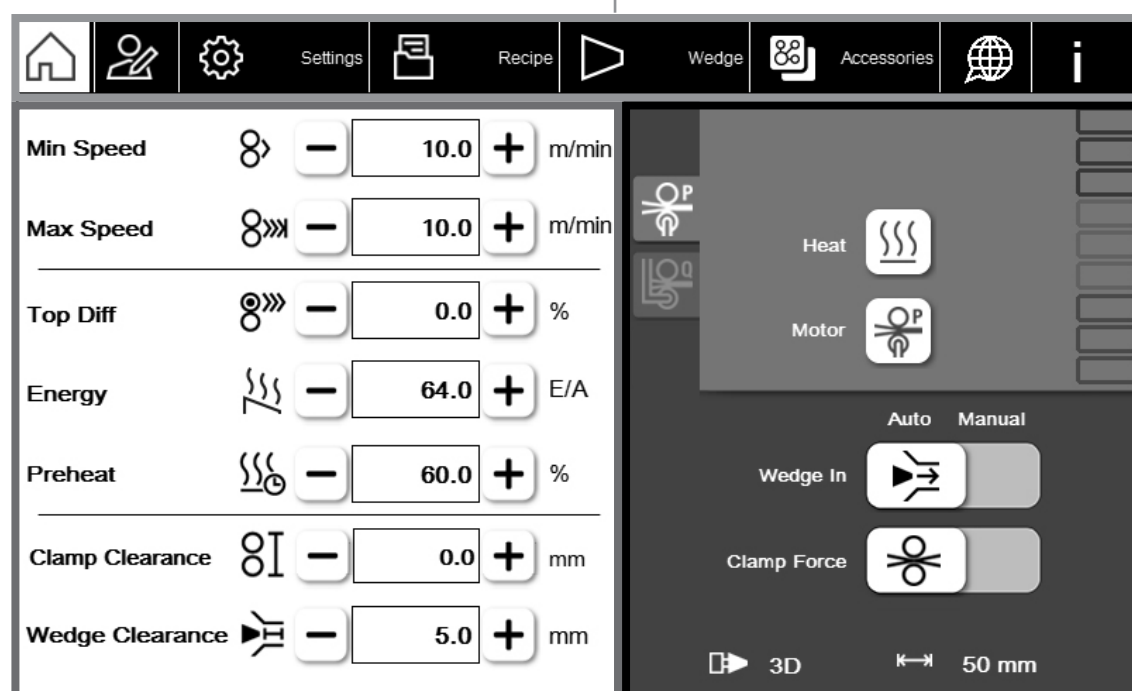 Settings
Recipe
Wedge
Accessories
i
Min Speed 10.0 m/min
Max Speed 10.0 m/min
Top Diff 0.0 %
Energy 64.0 E/A
Preheat 60.0 %
Clamp Clearance 0.0 mm
Wedge Clearance 5.0 mm
P
Heat
Motor P
Auto Manual
Wedge In
Clamp Force
3D 50 mm